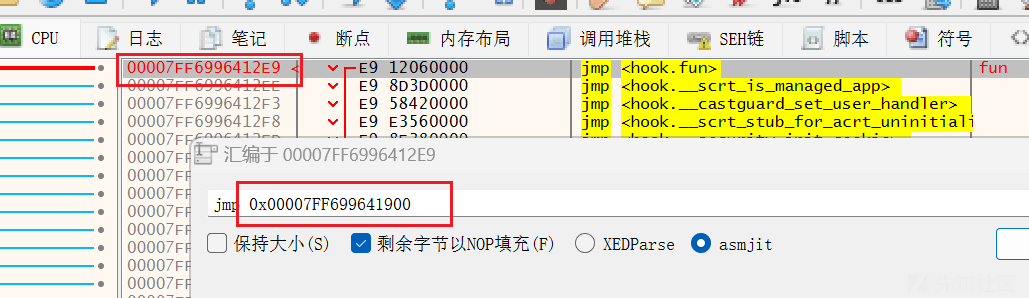 CPU 日志 笔记 断点 内存布局 调用堆栈 SEH链 脚本 符号
00007FF6996412E9 < E9 12060000 jmp <hook.fun> fun
E9 8D3D0000 jmp <hook.__scrt_is_managed_app>
00007FF6996412F3 E9 58420000 jmp <hook.__castguard_set_user_handler>
00007FF6996412F8 E9 E3560000 jmp <hook.__scrt_stub_for_acrt_uninitiali
00007FF
汇编于 00007FF6996412E9
00007FF
00007FF
jmp 0x00007FF699641900
00007FF
00007FF
保持大小(S) 剩余字节以NOP填充(F) XEDParse asmjit
00007FF
00007FF